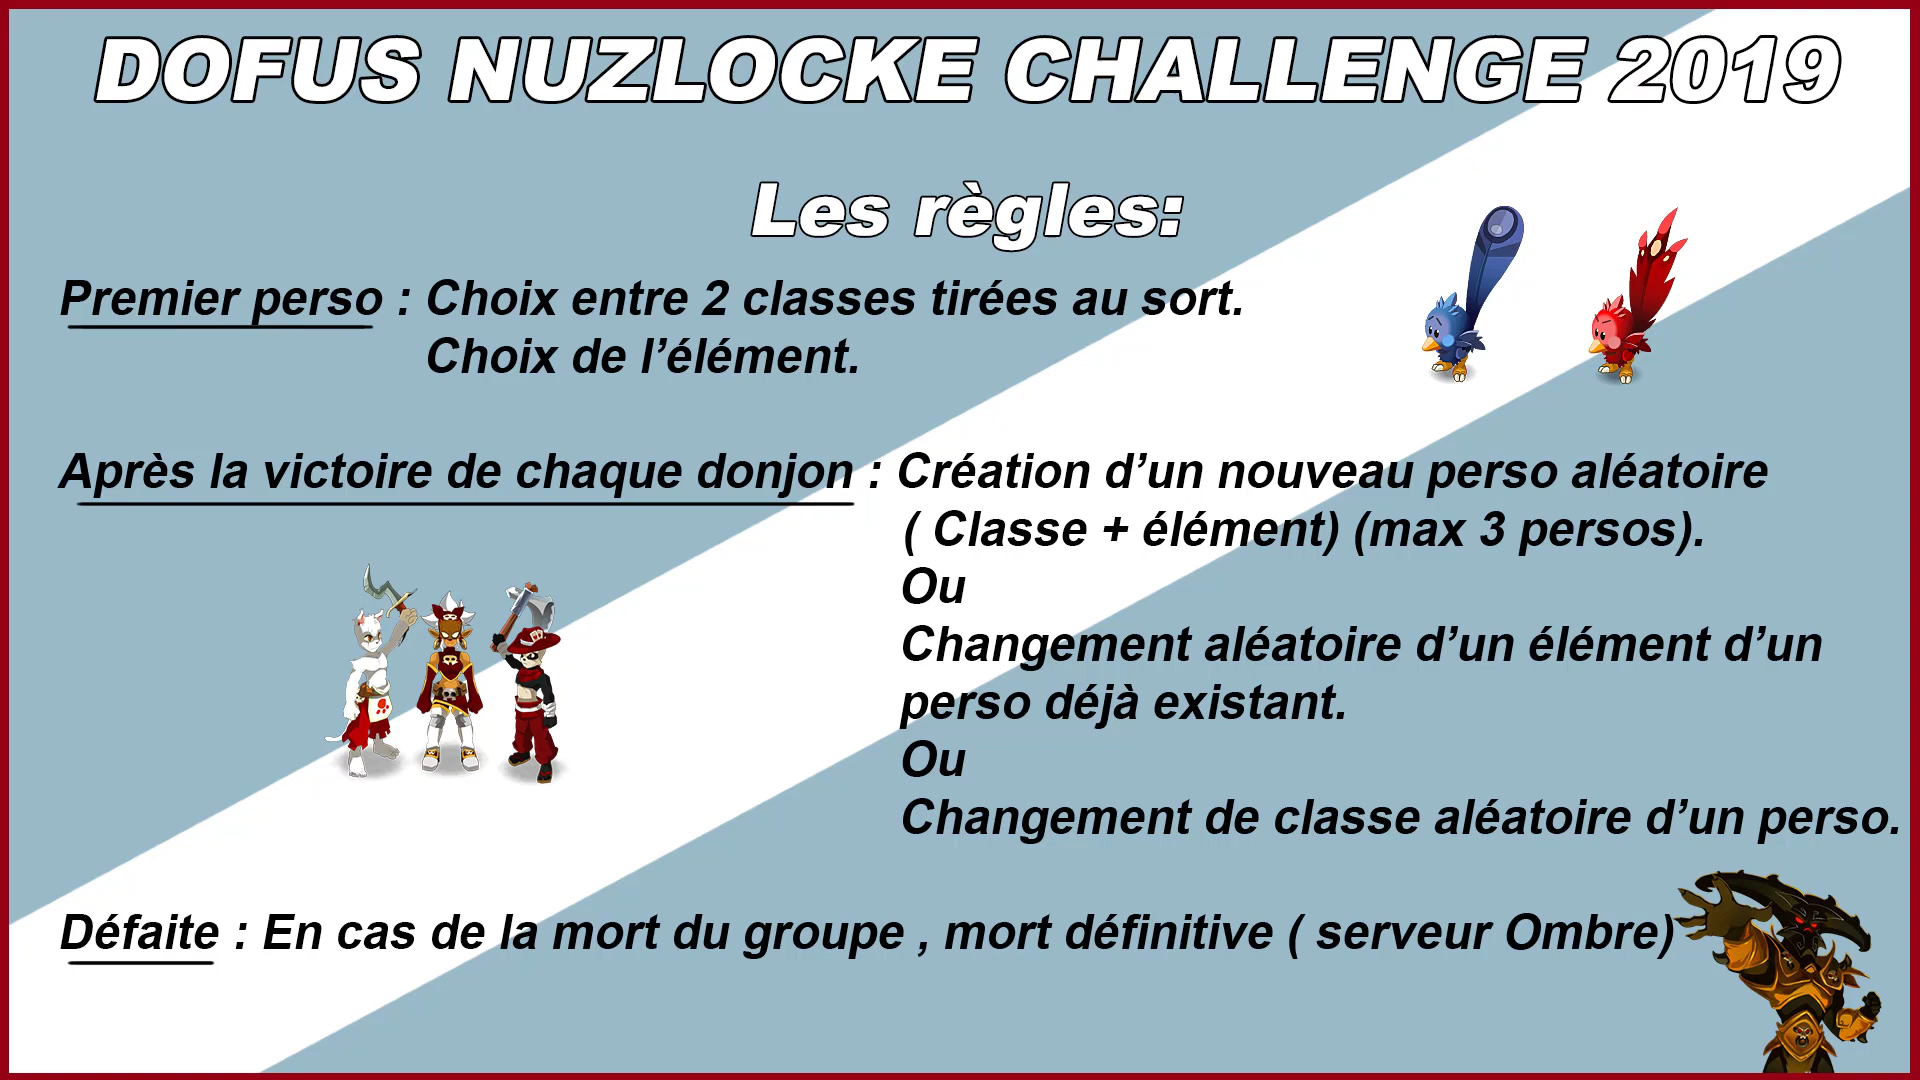 DOFUS NUZLOCKE CHALLENGE 2019
Les règles:
Premier perso : Choix entre 2 classes tirées au sort.
Choix de l’élément.
Après la victoire de chaque donjon : Création d’un nouveau perso aléatoire
( Classe + élément) (max 3 persos).
Ou
Changement aléatoire d’un élément d’un
perso déjà existant.
Ou
Changement de classe aléatoire d’un perso.
Défaite : En cas de la mort du groupe , mort définitive ( serveur Ombre)